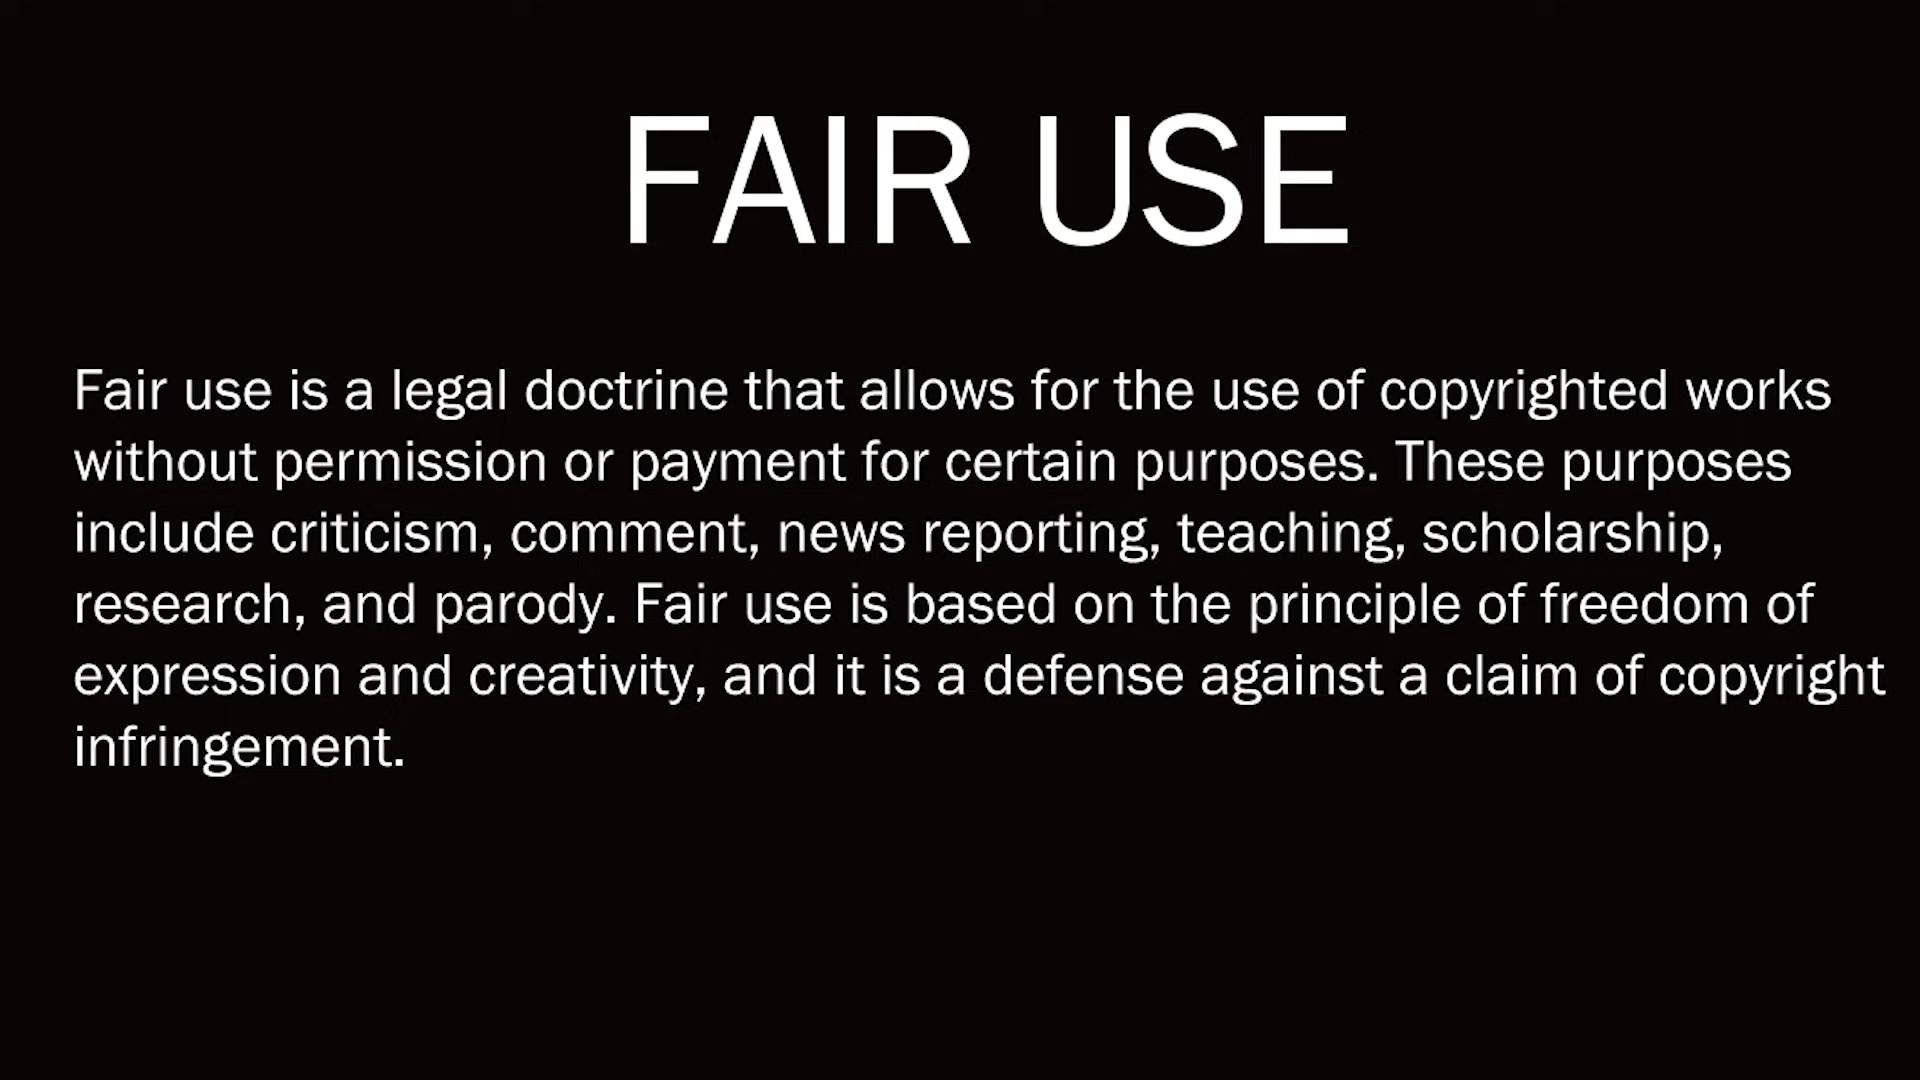 FAIR USE
Fair use is a legal doctrine that allows for the use of copyrighted works
without permission or payment for certain purposes. These purposes
include criticism, comment, news reporting, teaching, scholarship,
research, and parody. Fair use is based on the principle of freedom of
expression and creativity, and it is a defense against a claim of copyright
infringement.